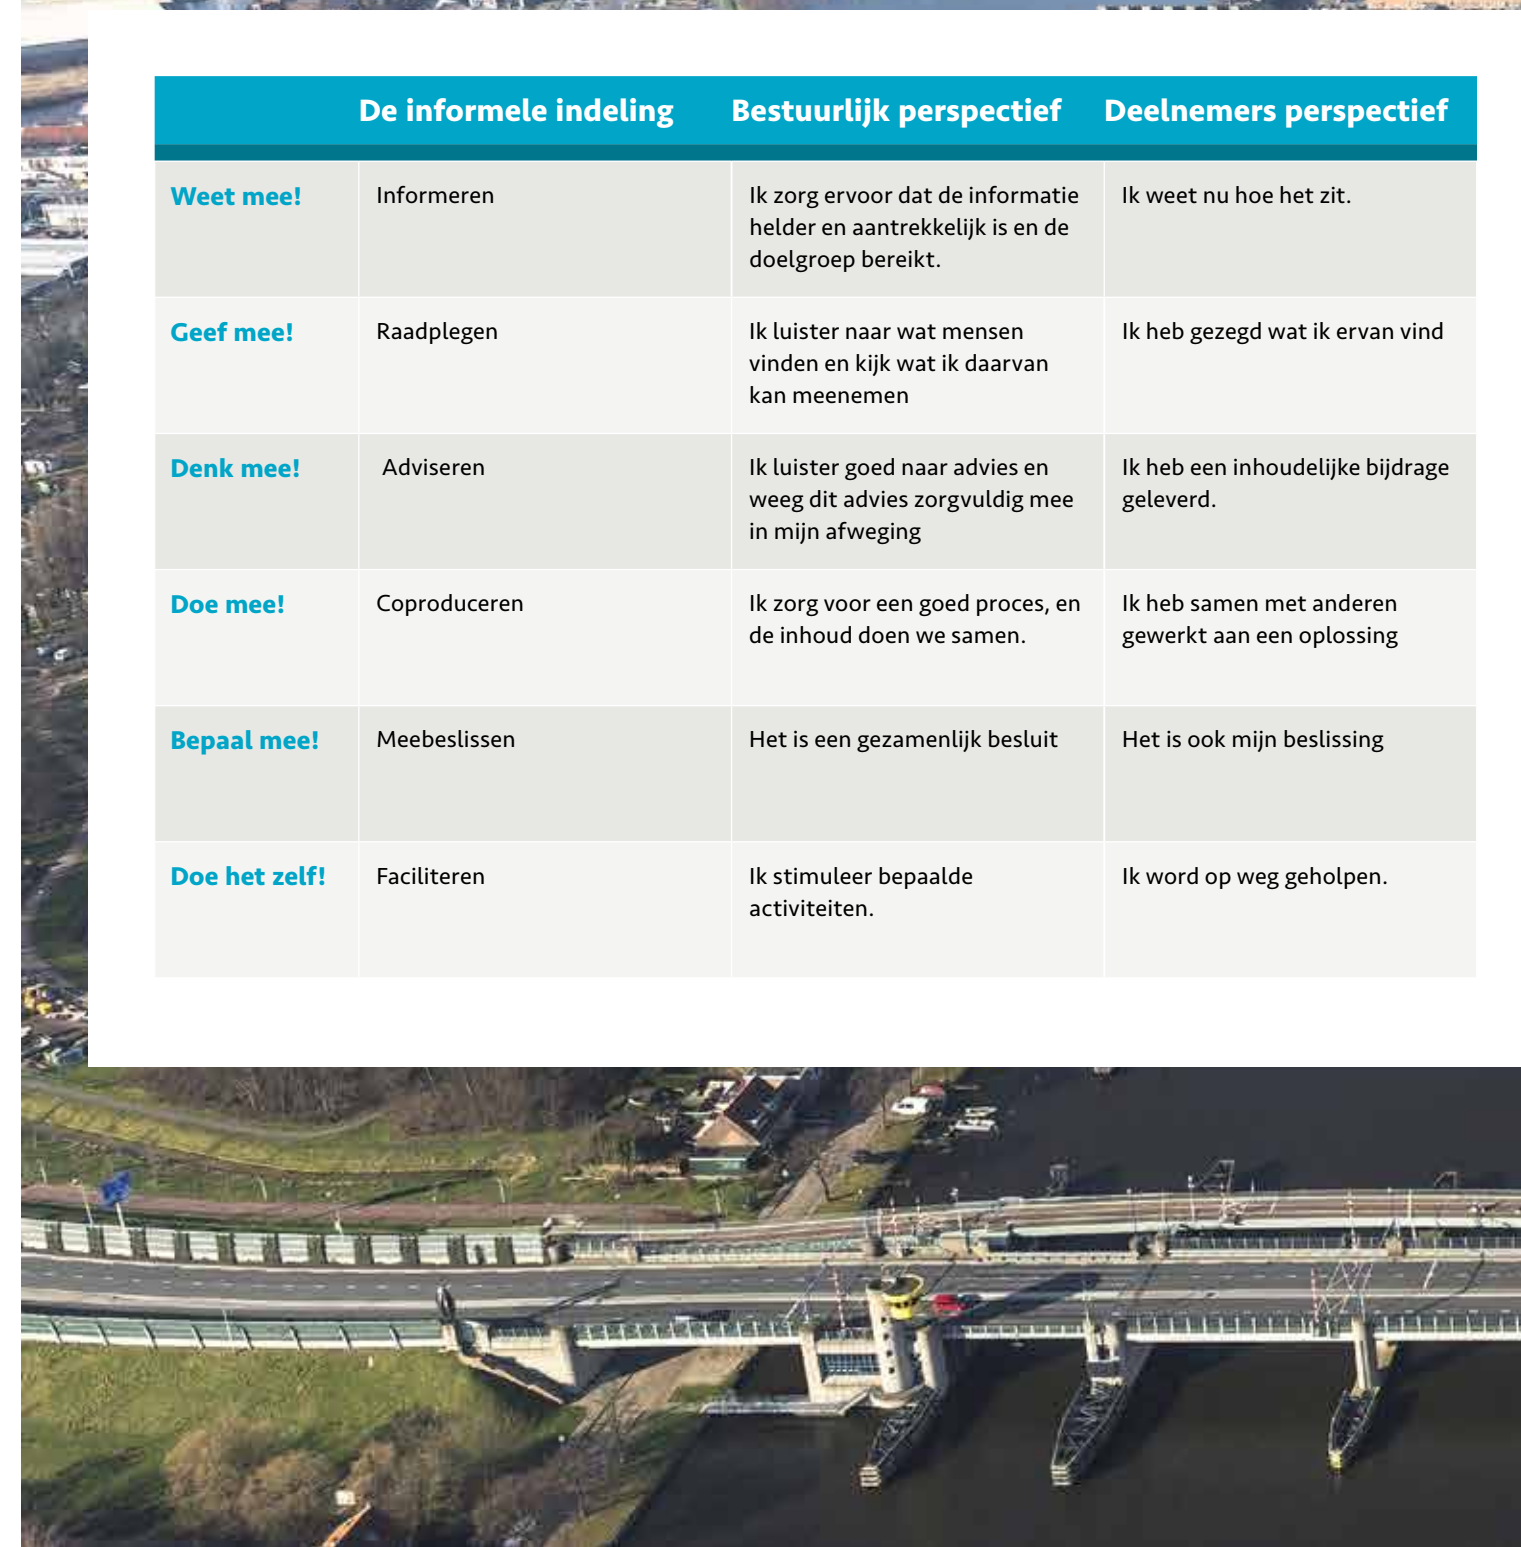 De informele indeling Bestuurlijk perspectief Deelnemers perspectief
Weet mee! Informeren Ik zorg ervoor dat de informatie Ik weet nu hoe het zit.
helder en aantrekkelijk is en de
doelgroep bereikt.
Geef mee! Raadplegen Ik luister naar wat mensen Ik heb gezegd wat ik ervan vind
vinden en kijk wat ik daarvan
kan meenemen
Denk mee! Adviseren Ik luister goed naar advies en Ik heb een inhoudelijke bijdrage
weeg dit advies zorgvuldig mee geleverd.
in mijn afweging
Doe mee! Coproduceren Ik zorg voor een goed proces, en Ik heb samen met anderen
de inhoud doen we samen. gewerkt aan een oplossing
Bepaal mee! Meebeslissen Het is een gezamenlijk besluit Het is ook mijn beslissing
Doe het zelf! Faciliteren Ik stimuleer bepaalde Ik word op weg geholpen.
activiteiten.